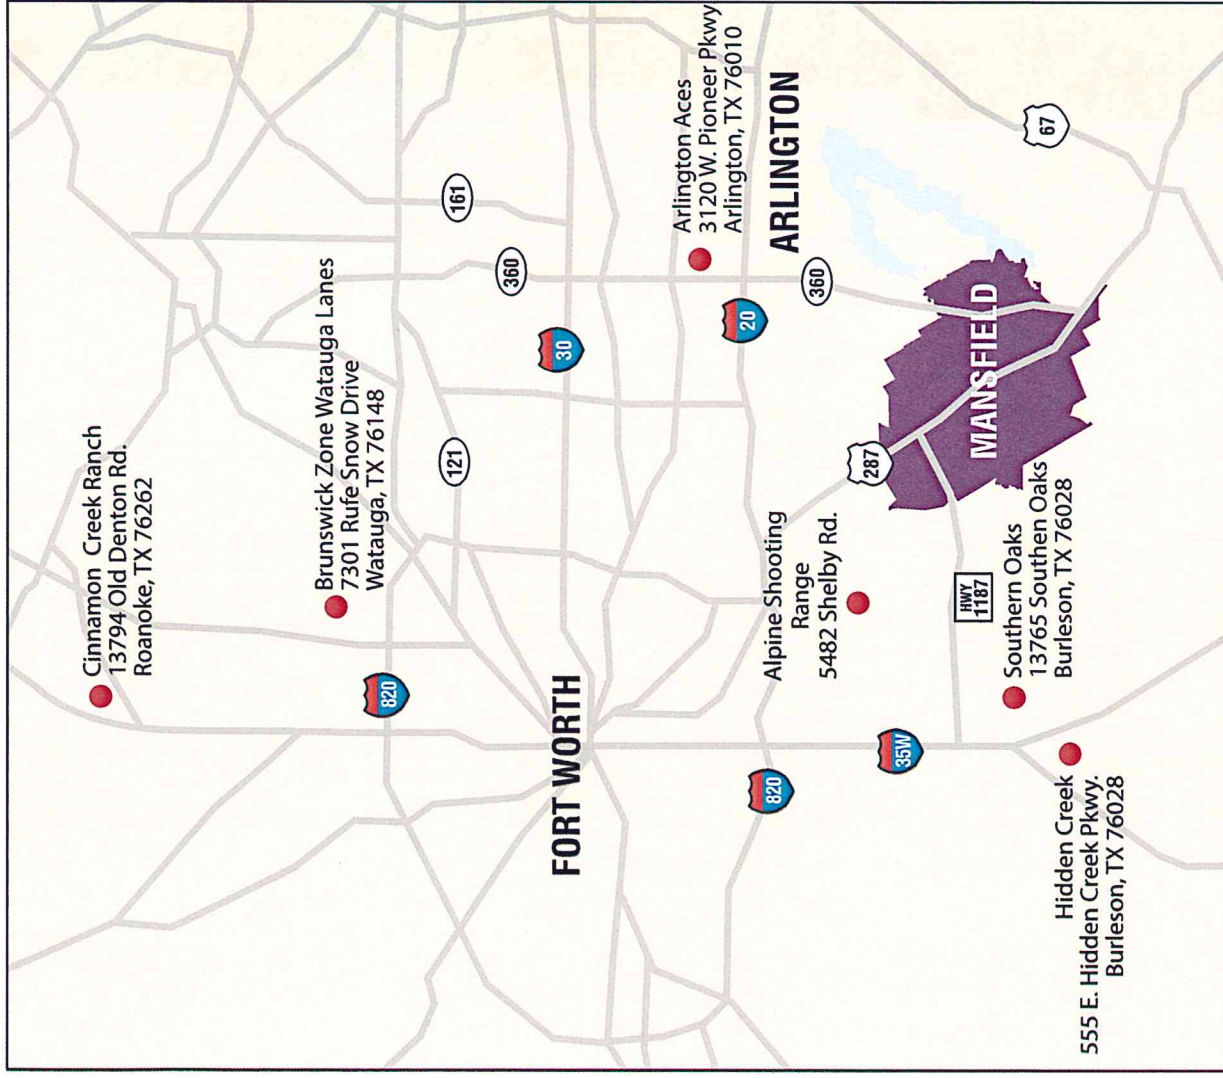 Cinnamon Creek Ranch
13794 Old Denton Rd.
Roanoke, TX 76262
Brunswick Zone Watauga Lanes
7301 Rufe Snow Drive
Watauga, TX 76148
820
121
161
360
30
FORT WORTH
Arlington Aces
3120 W. Pioneer Pkwy
Arlington, TX 76010
20
ARLINGTON
820
Alpine Shooting
Range
5482 Shelby Rd.
360
287
35W
HWY
1187
MANSFIELD
67
Southern Oaks
13765 Southen Oaks
Burleson, TX 76028
Hidden Creek
555 E. Hidden Creek Pkwy.
Burleson, TX 76028